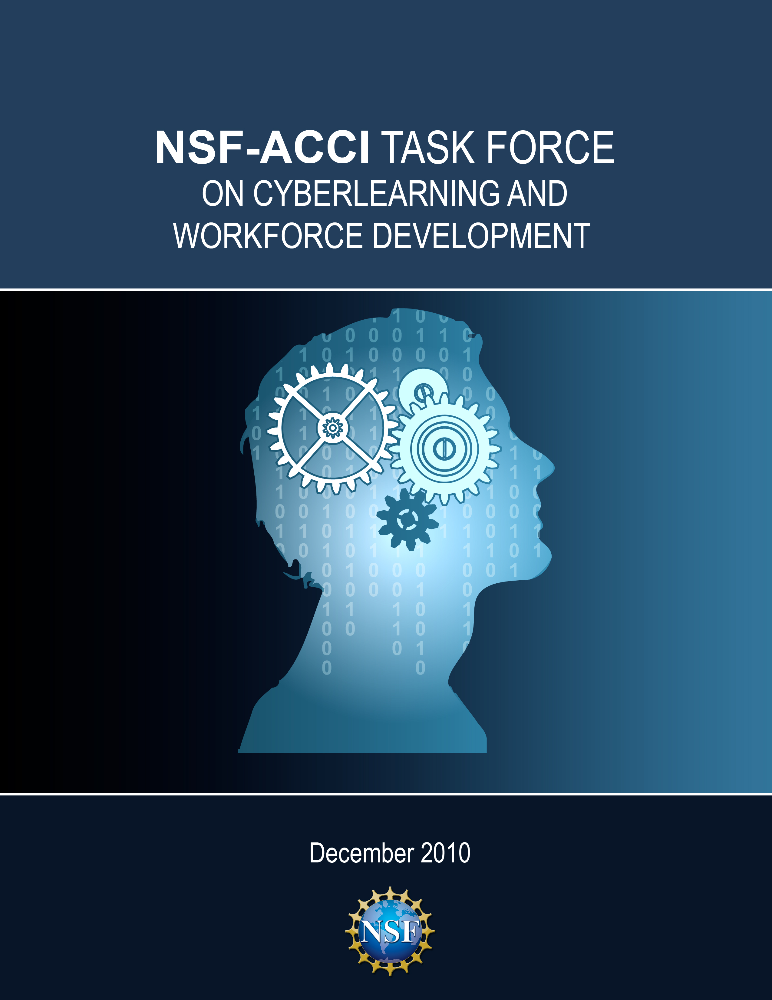 NSF-ACCI TASK FORCE
ON CYBERLEARNING AND
WORKFORCE DEVELOPMENT
December 2010
NSF